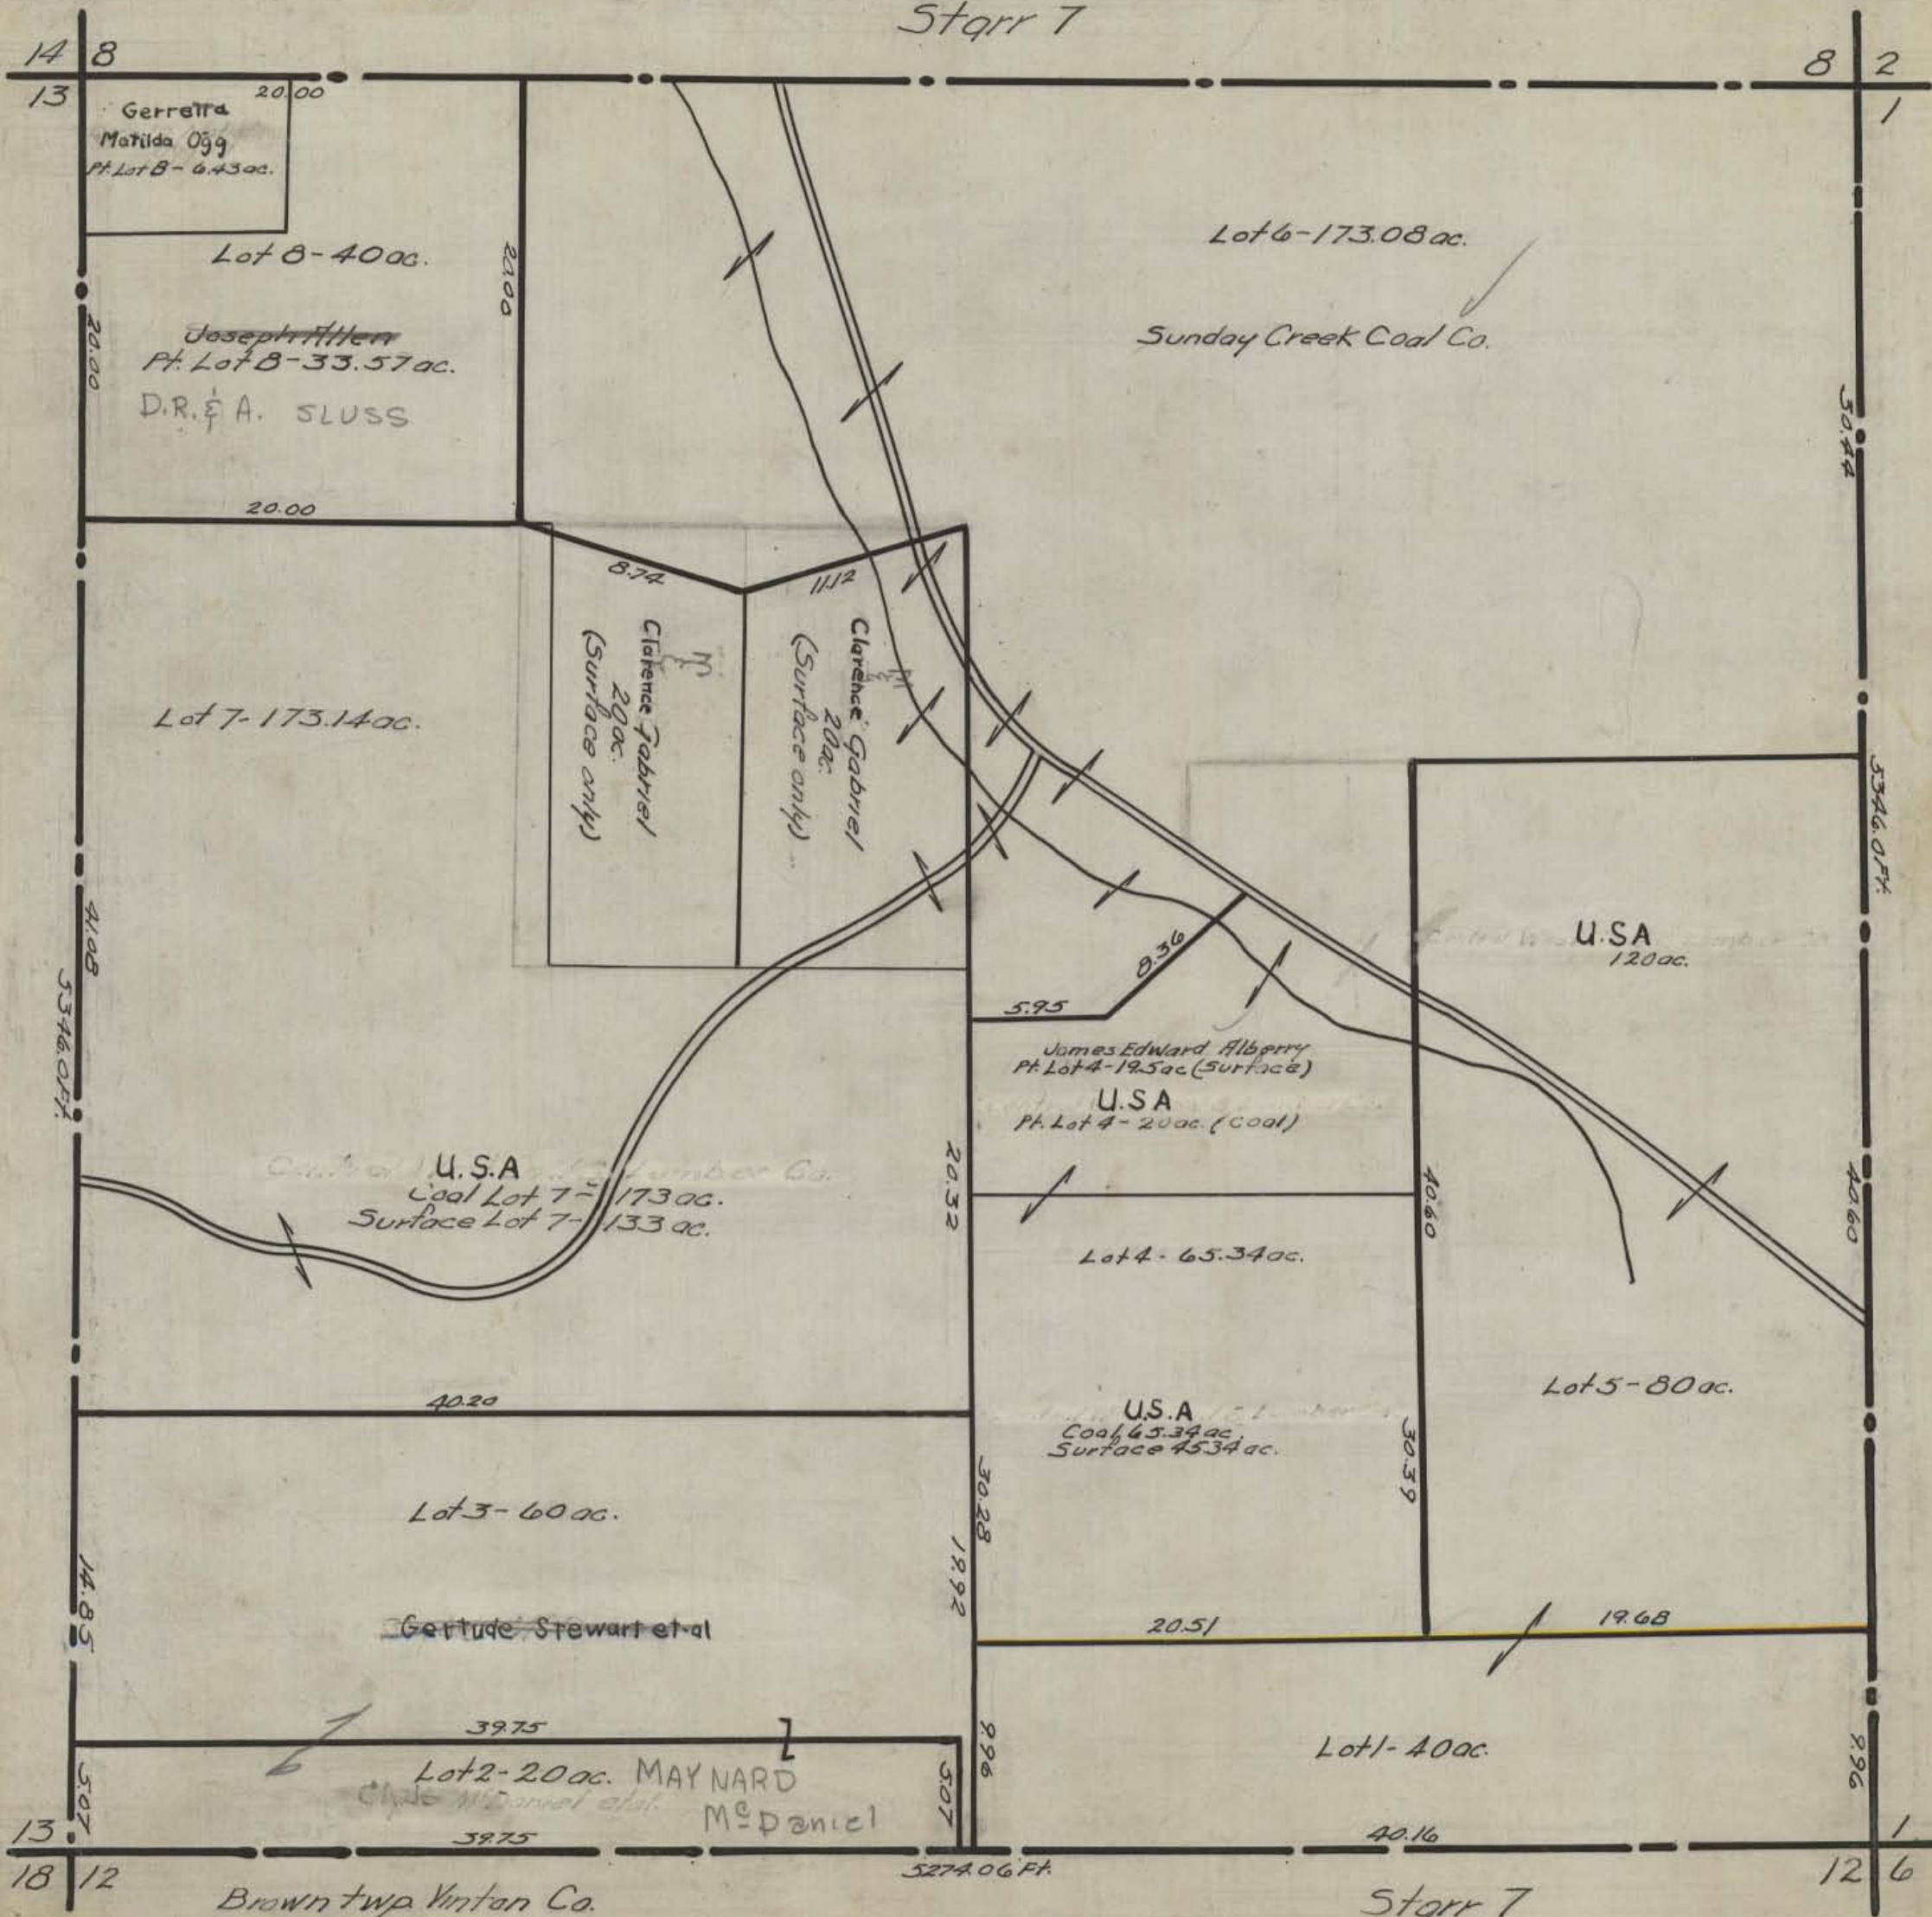 Starr 7
14 8
8 2
13
1
20.00
Gerretta
Matilda Ogg
Pt. Lot 8 - 6.43 ac.
Lot 8 - 40 ac.
20.00
20.00
Joseph Allen
Pt. Lot 8 - 33.57 ac.
D.R. & A. SLUSS
20.00
Lot 6 - 173.08 ac.
Sunday Creek Coal Co.
50.44
5346.0 Ft.
8.74
11.12
Clarence & M Gabriel
20 ac.
(Surface only)
Clarence & M Gabriel
20 ac.
(Surface only)
Lot 7 - 173.14 ac.
41.08
5346.0 Ft.
U.S.A
120 ac.
8.36
5.95
James Edward Alberry
Pt. Lot 4 - 19.5 ac (Surface)
U.S A
Pt. Lot 4 - 20 ac. (Coal)
Lumber Co.
U.S.A
Coal Lot 7 - 173 ac.
Surface Lot 7 - 133 ac.
20.32
40.60
40.60
Lot 4 - 65.34 ac.
Lot 5 - 80 ac.
40.20
U.S.A
Coal 65.34 ac.
Surface 45.34 ac.
30.39
30.28
Lot 3 - 60 ac.
19.92
14.85
Gertude Stewart et-al
20.51
19.68
39.75
9.96
Lot 1 - 40 ac.
9.96
5.07
Lot 2 - 20 ac. MAYNARD
McDaniel
5.07
McDaniel et al.
39.75
40.16
13
1
18 12
5274.06 Ft.
12 6
Brown twp. Vinton Co.
Starr 7